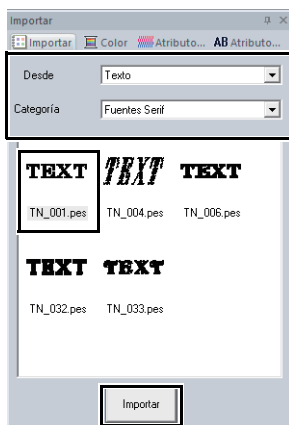 Importar
Importar Color Atributo... AB Atributo...
Desde Texto
Categoría Fuentes Serif
TEXT TEXT TEXT
TN_001.pes TN_004.pes TN_006.pes
TEXT TEXT
TN_032.pes TN_033.pes
Importar